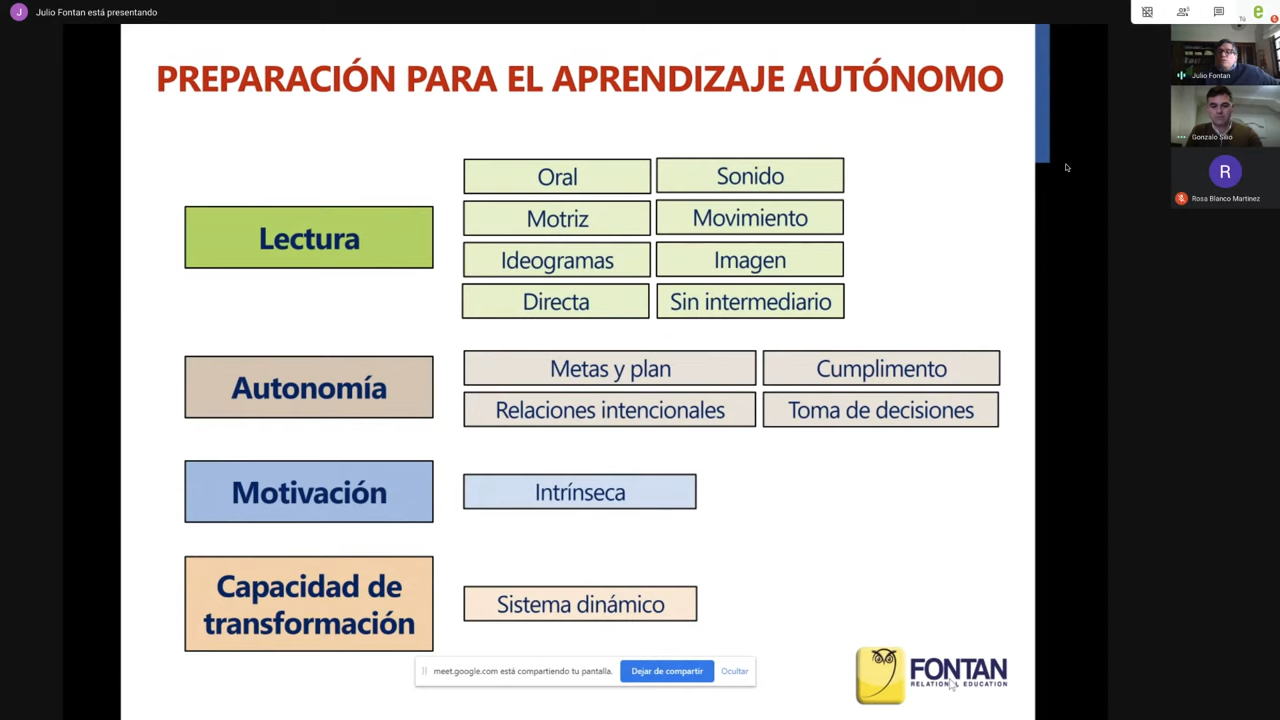 J Julio Fontan está presentando
Tú
PREPARACIÓN PARA EL APRENDIZAJE AUTÓNOMO
Julio Fontan
Gonzalo Silio
R
Rosa Blanco Martinez
Lectura
Oral Sonido
Motriz Movimiento
Ideogramas Imagen
Directa Sin intermediario
Autonomía
Metas y plan Cumplimento
Relaciones intencionales Toma de decisiones
Motivación
Intrínseca
Capacidad de
transformación
Sistema dinámico
meet.google.com está compartiendo tu pantalla. Dejar de compartir Ocultar
FONTAN
RELATIONAL EDUCATION